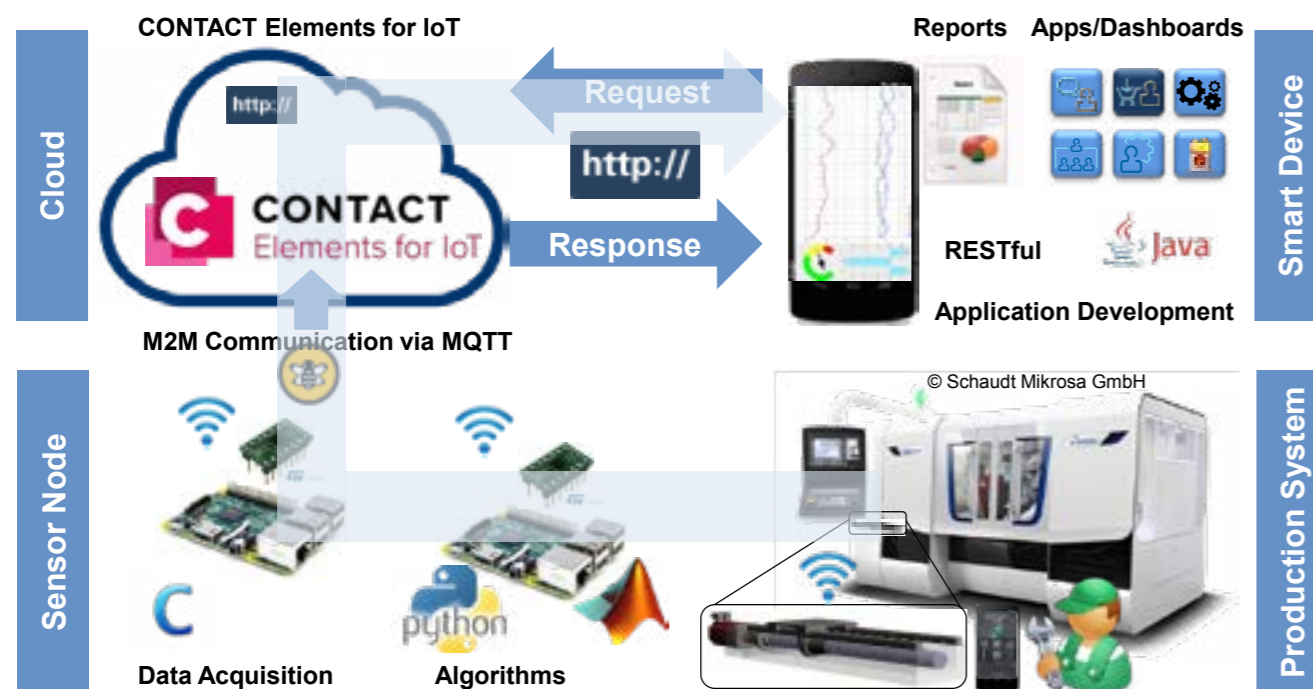 CONTACT Elements for IoT
Reports Apps/Dashboards
Cloud
http://
Request
http://
CONTACT
Elements for IoT
Response
RESTful
Java
Application Development
Smart Device
M2M Communication via MQTT
Sensor Node
© Schaudt Mikrosa GmbH
C
python
Data Acquisition
Algorithms
Production System